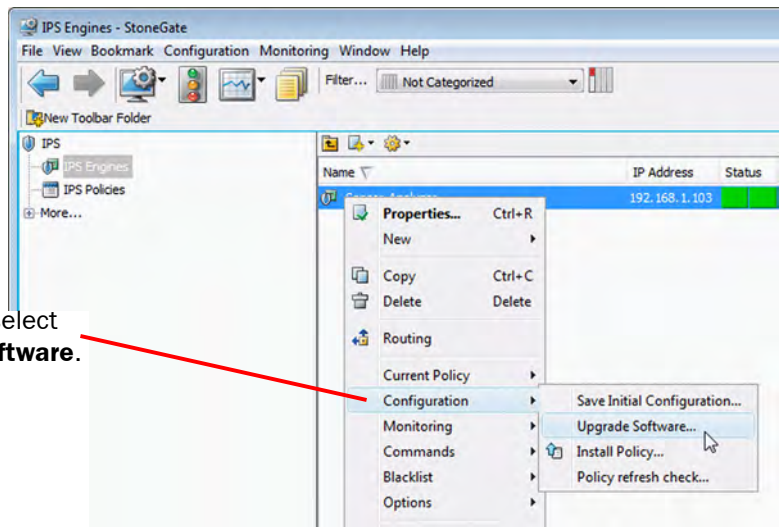 IPS Engines - StoneGate
File View Bookmark Configuration Monitoring Window Help
Filter... Not Categorized
New Toolbar Folder
IPS
IPS Engines
IPS Policies
More...
Name IP Address Status
192.168.1.103
Properties... Ctrl+R
New
Copy Ctrl+C
Delete Delete
Routing
Current Policy
Configuration
Monitoring
Commands
Blacklist
Options
Save Initial Configuration...
Upgrade Software...
Install Policy...
Policy refresh check...
elect
ftware.